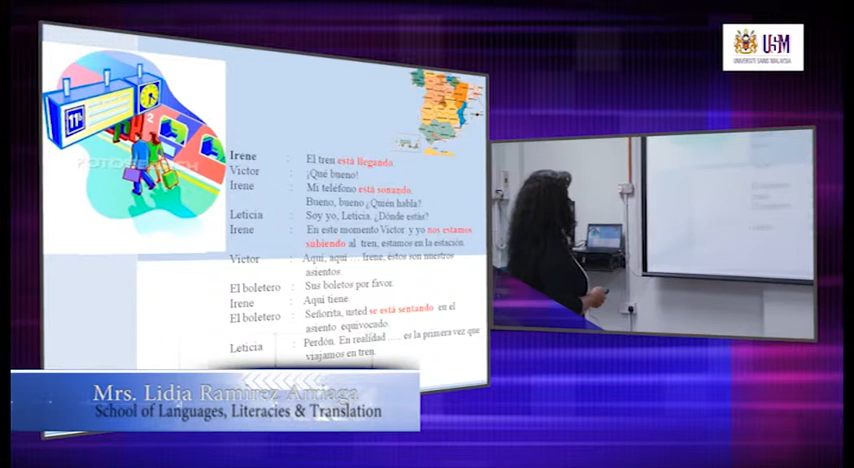 USM
UNIVERSITI SAINS MALAYSIA
11
2
FOTOSEARCH
Irene : El tren está llegando.
Victor : ¡Qué bueno!
Irene : Mi teléfono está sonando.
Bueno, bueno ¿Quién habla?
Leticia : Soy yo, Leticia. ¿Dónde estás?
Irene : En este momento Victor y yo nos estamos
subiendo al tren, estamos en la estación.
Victor : Aquí, aquí … Irene, éstos son nuestros
asientos.
El boletero : Sus boletos por favor.
Irene : Aquí tiene.
El boletero : Señorita, usted se está sentando en el
asiento equivocado.
Leticia : Perdón. En realidad ….. es la primera vez que
viajamos en tren.
Mrs. Lidia Ramirez Arriaga
School of Languages, Literacies & Translation